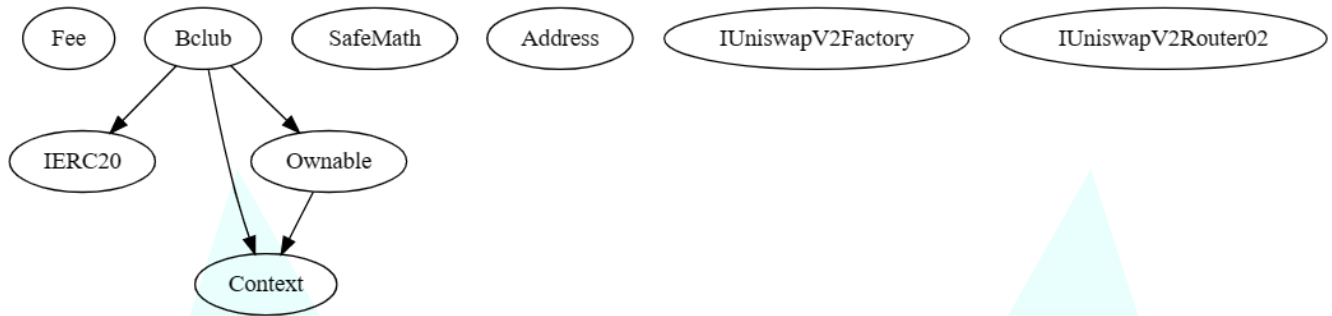 Fee
Bclub
SafeMath
Address
IUniswapV2Factory
IUniswapV2Router02
IERC20
Ownable
Context